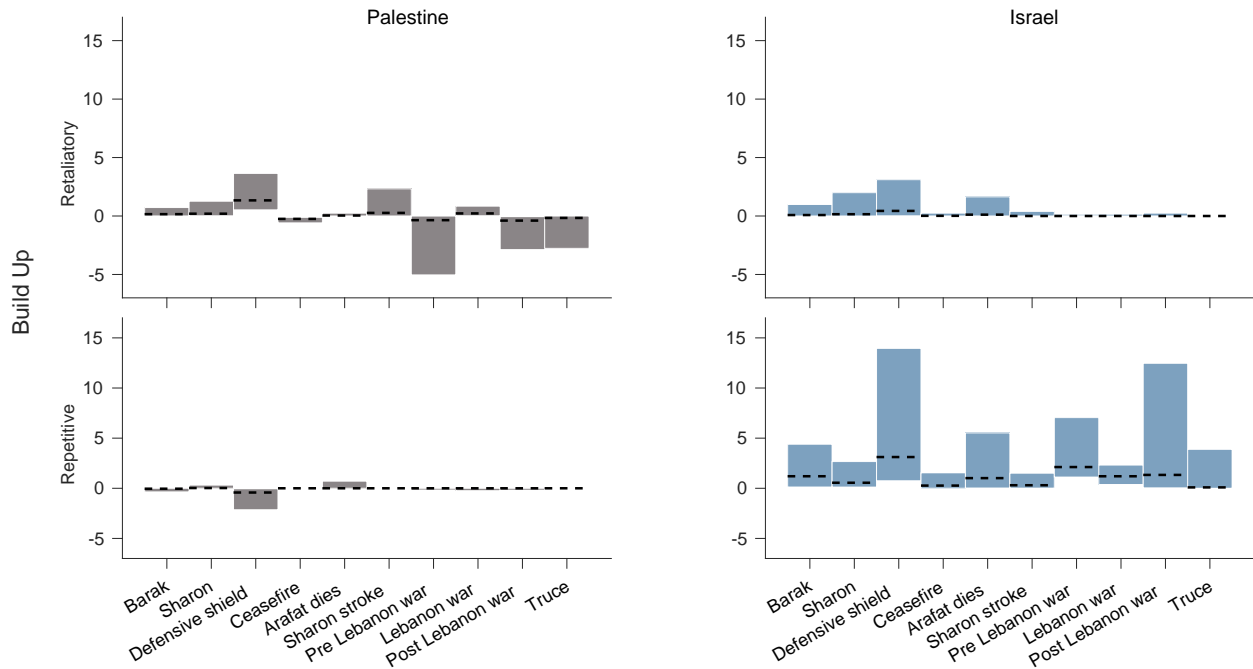 Palestine
Israel
Build Up
Retaliatory
15
10
5
0
-5
15
10
5
0
-5
Repetitive
15
10
5
0
-5
15
10
5
0
-5
Barak
Sharon
Defensive shield
Ceasefire
Arafat dies
Sharon stroke
Pre Lebanon war
Lebanon war
Post Lebanon war
Truce
Barak
Sharon
Defensive shield
Ceasefire
Arafat dies
Sharon stroke
Pre Lebanon war
Lebanon war
Post Lebanon war
Truce